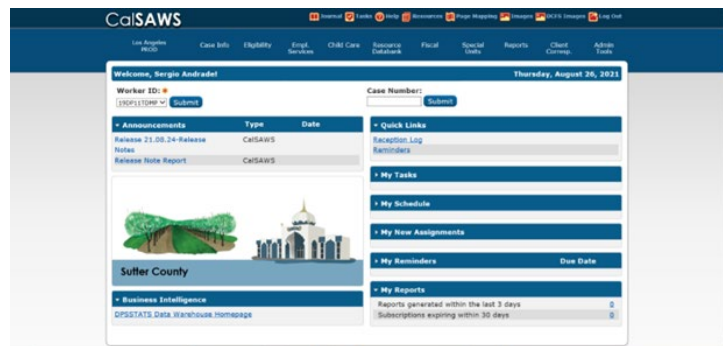 CalSAWS
Journal Tasks Help Resources Page Mapping Images DCFS Images Log Out
Los Angeles PROD Case Info Eligibility Empl. Services Child Care Resource Databank Fiscal Special Units Reports Client Corresp. Admin Tools
Welcome, Sergio Andrade! Thursday, August 26, 2021
Worker ID: Case Number:
Submit Submit
Announcements Type Date
Release 21.08.24-Release Notes CalSAWS
Release Note Report CalSAWS
Sutter County
Business Intelligence
DPSSTATS Data Warehouse Homepage
Quick Links
Reception Log
Reminders
My Tasks
My Schedule
My New Assignments
My Reminders Due Date
My Reports
Reports generated within the last 3 days 0
Subscriptions expiring within 30 days 0